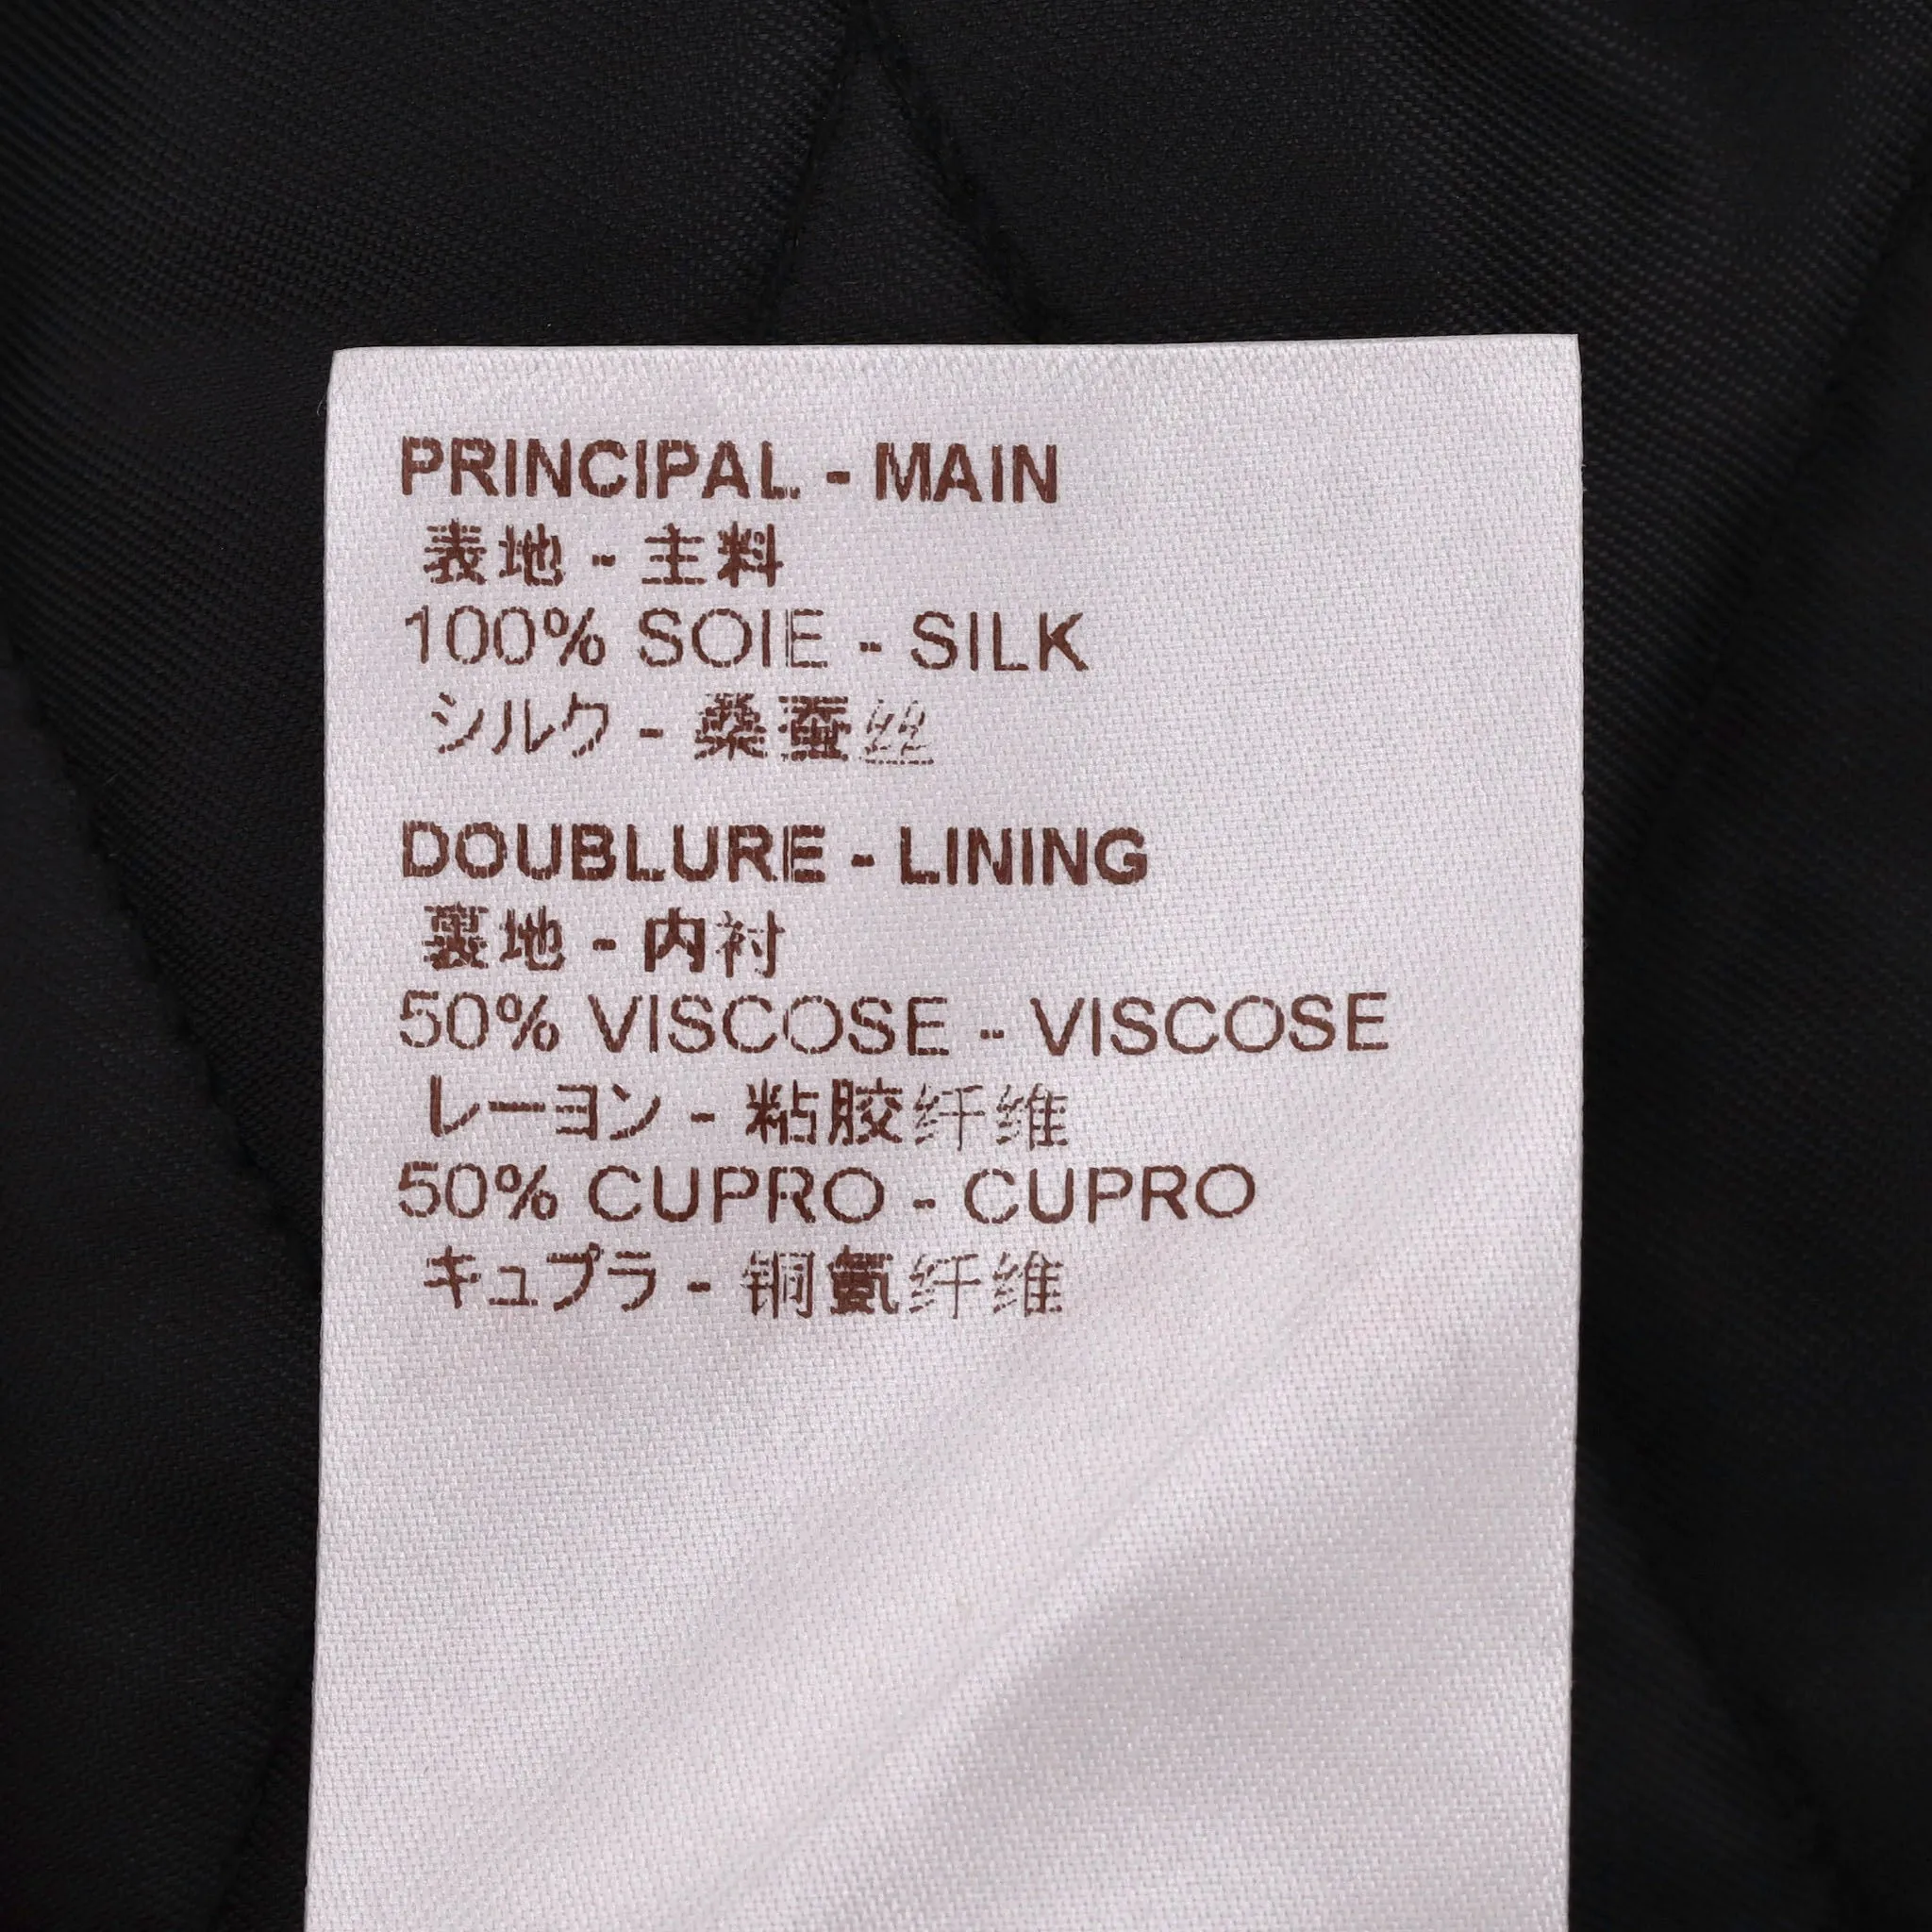 PRINCIPAL - MAIN
表地 - 主料
100% SOIE - SILK
シルク - 桑蚕丝
DOUBLURE - LINING
裏地 - 内衬
50% VISCOSE - VISCOSE
レーヨン - 粘胶纤维
50% CUPRO - CUPRO
キュプラ - 铜氨纤维